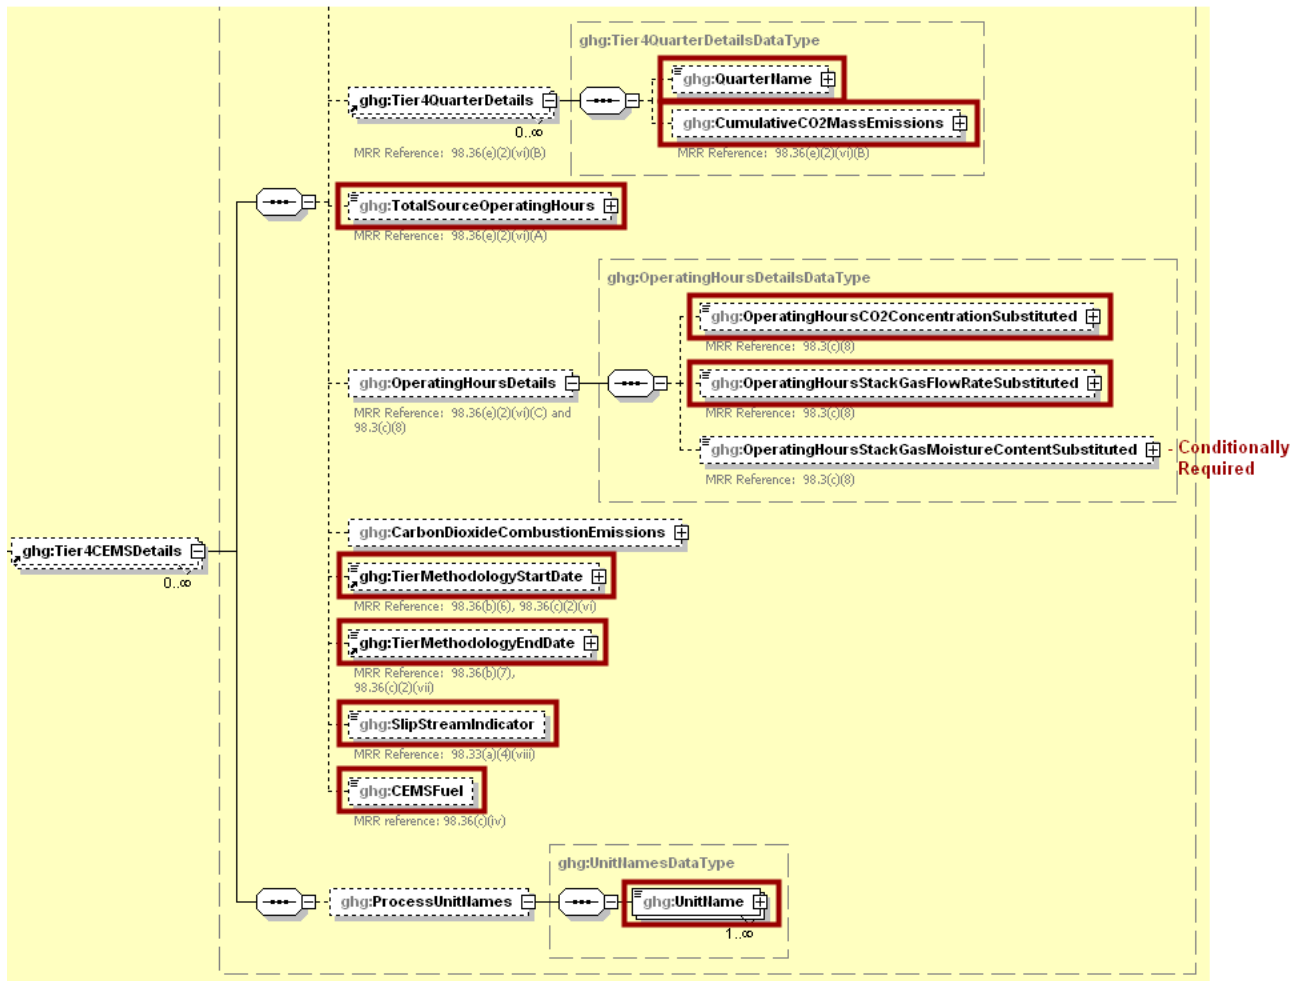 ghg:Tier4QuarterDetailsDataType
ghg:QuarterName
ghg:Tier4QuarterDetails
0..∞
ghg:CumulativeCO2MassEmissions
MRR Reference: 98.36(e)(2)(vi)(B)
MRR Reference: 98.36(e)(2)(vi)(B)
ghg:TotalSourceOperatingHours
MRR Reference: 98.36(e)(2)(vi)(A)
ghg:OperatingHoursDetailsDataType
ghg:OperatingHoursCO2ConcentrationSubstituted
MRR Reference: 98.3(c)(8)
ghg:OperatingHoursDetails
MRR Reference: 98.36(e)(2)(vi)(C) and
98.3(c)(8)
ghg:OperatingHoursStackGasFlowRateSubstituted
MRR Reference: 98.3(c)(8)
ghg:OperatingHoursStackGasMoistureContentSubstituted
MRR Reference: 98.3(c)(8)
Conditionally
Required
ghg:Tier4CEMSDetails
0..∞
ghg:CarbonDioxideCombustionEmissions
ghg:TierMethodologyStartDate
MRR Reference: 98.36(b)(6), 98.36(c)(2)(vi)
ghg:TierMethodologyEndDate
MRR Reference: 98.36(b)(7),
98.36(c)(2)(vii)
ghg:SlipStreamIndicator
MRR Reference: 98.33(a)(4)(viii)
ghg:CEMSFuel
MRR reference: 98.36(c)(iv)
ghg:UnitNamesDataType
ghg:ProcessUnitNames
ghg:UnitName
1..∞